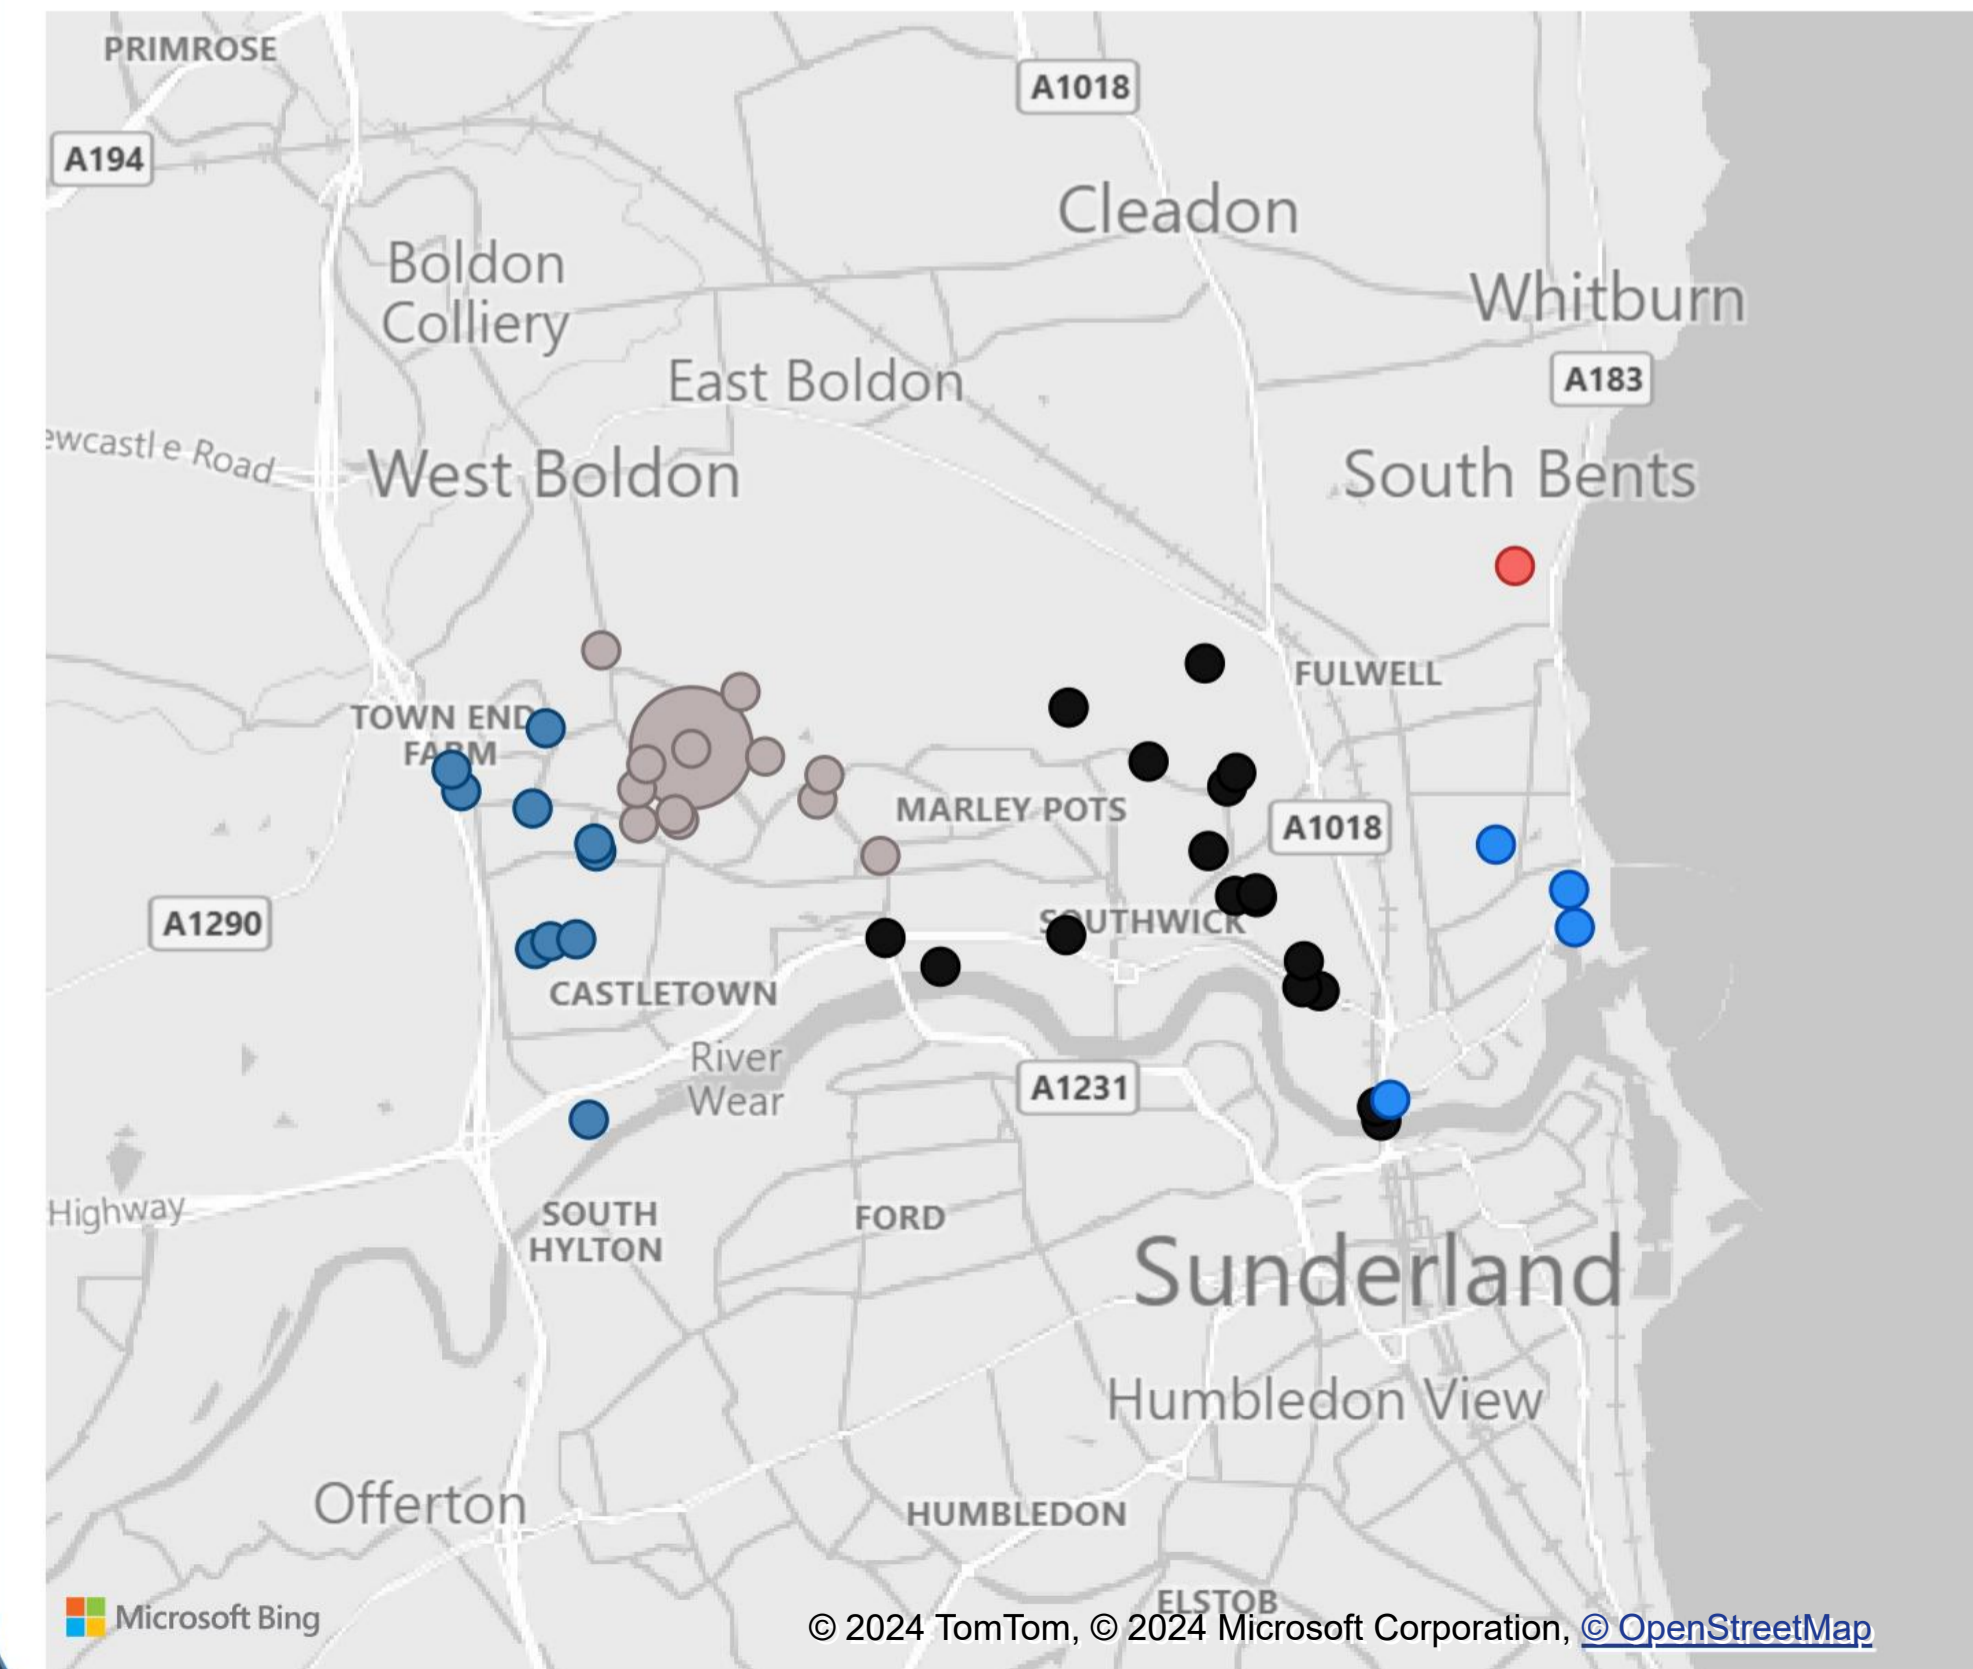 PRIMROSE
A1018
A194
Cleadon
Boldon
Colliery
Whitburn
East Boldon
A183
ewcastle Road
West Boldon
South Bents
FULWELL
TOWN END
FARM
MARLEY POTS
A1018
A1290
SOUTHWICK
CASTLETOWN
River
Wear
A1231
Highway
SOUTH
HYLTON
FORD
Sunderland
Humbledon View
Offerton
HUMBLEDON
ELSTOB
Microsoft Bing
© 2024 TomTom, © 2024 Microsoft Corporation, © OpenStreetMap